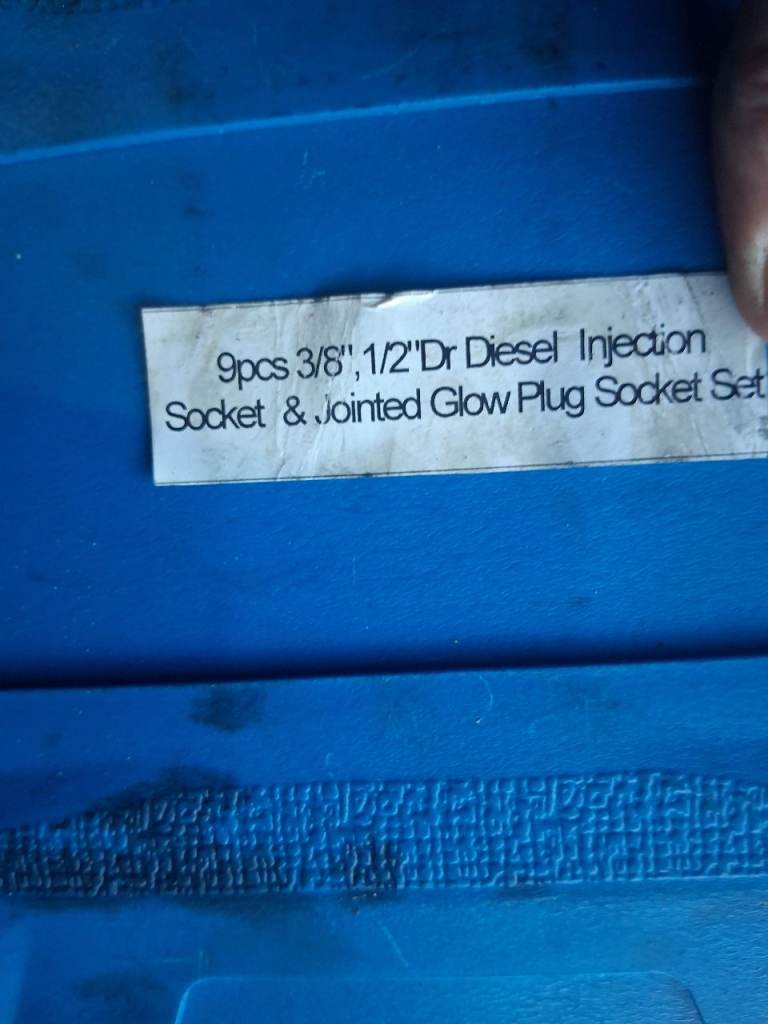 9pcs 3/8",1/2"Dr Diesel Injection
Socket & Jointed Glow Plug Socket Set